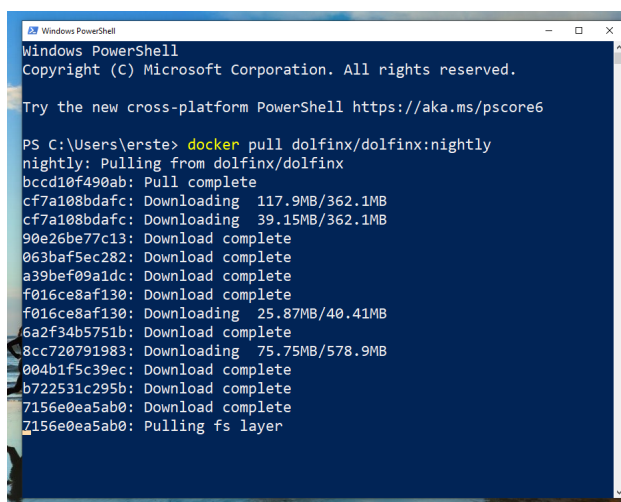 Windows PowerShell
Windows PowerShell
Copyright (C) Microsoft Corporation. All rights reserved.
Try the new cross-platform PowerShell https://aka.ms/pscore6
PS C:\Users\erste> docker pull dolfinx/dolfinx:nightly
nightly: Pulling from dolfinx/dolfinx
bccd10f490ab: Pull complete
cf7a108bdafc: Downloading  117.9MB/362.1MB
cf7a108bdafc: Downloading  39.15MB/362.1MB
90e26be77c13: Download complete
063baf5ec282: Download complete
a39bef09a1dc: Download complete
f016ce8af130: Download complete
f016ce8af130: Downloading  25.87MB/40.41MB
6a2f34b5751b: Download complete
8cc720791983: Downloading  75.75MB/578.9MB
004b1f5c39ec: Download complete
b722531c295b: Download complete
7156e0ea5ab0: Download complete
7156e0ea5ab0: Pulling fs layer